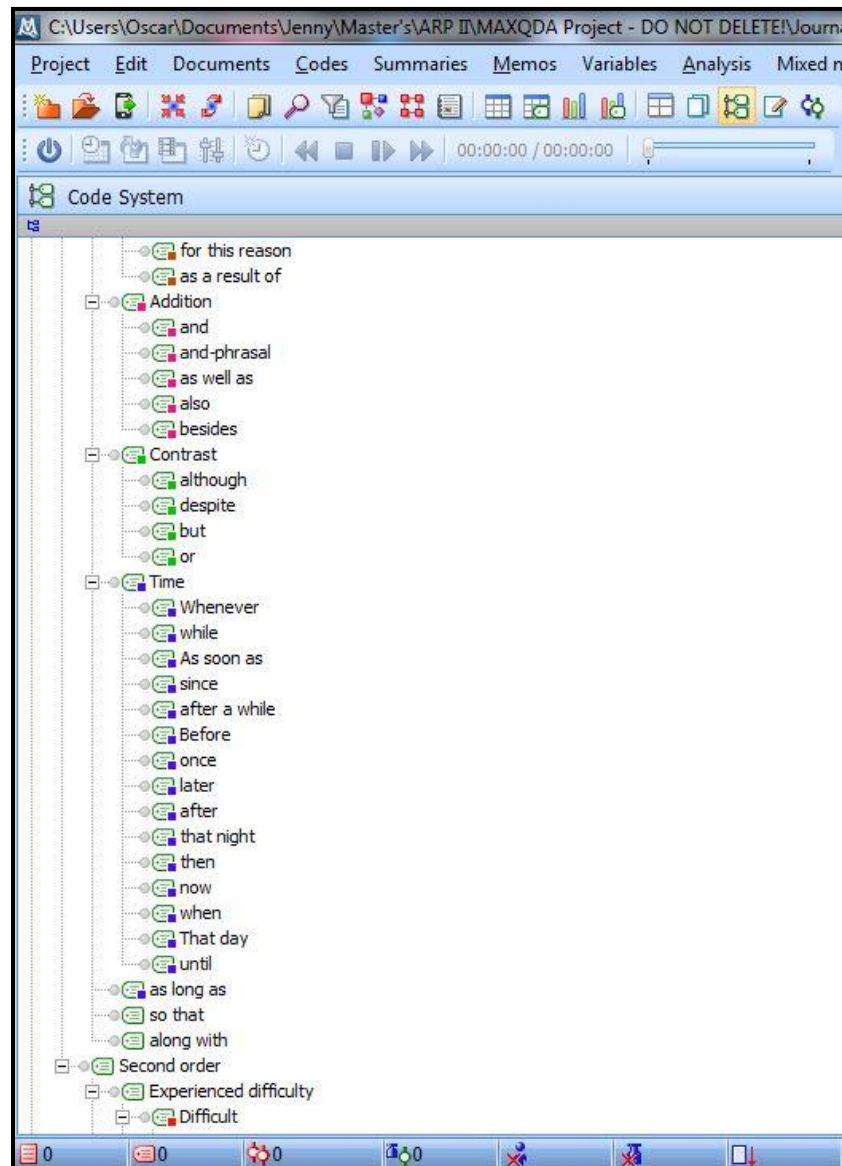 C:\Users\Oscar\Documents\Jenny\Master's\ARP II\MAXQDA Project - DO NOT DELETE!\Journa
Project Edit Documents Codes Summaries Memos Variables Analysis Mixed m
00:00:00 / 00:00:00
Code System
for this reason
as a result of
Addition
and
and-phrasal
as well as
also
besides
Contrast
although
despite
but
or
Time
Whenever
while
As soon as
since
after a while
Before
once
later
after
that night
then
now
when
That day
until
as long as
so that
along with
Second order
Experienced difficulty
Difficult
0 0 0 0